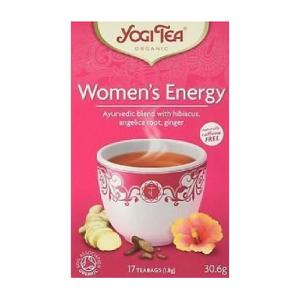 YOGI TEA
ORGANIC
Women's Energy
Ayurvedic blend with hibiscus,
angelica root, ginger
naturally
caffeine
FREE
17 TEABAGS (1.8g)
30.6g